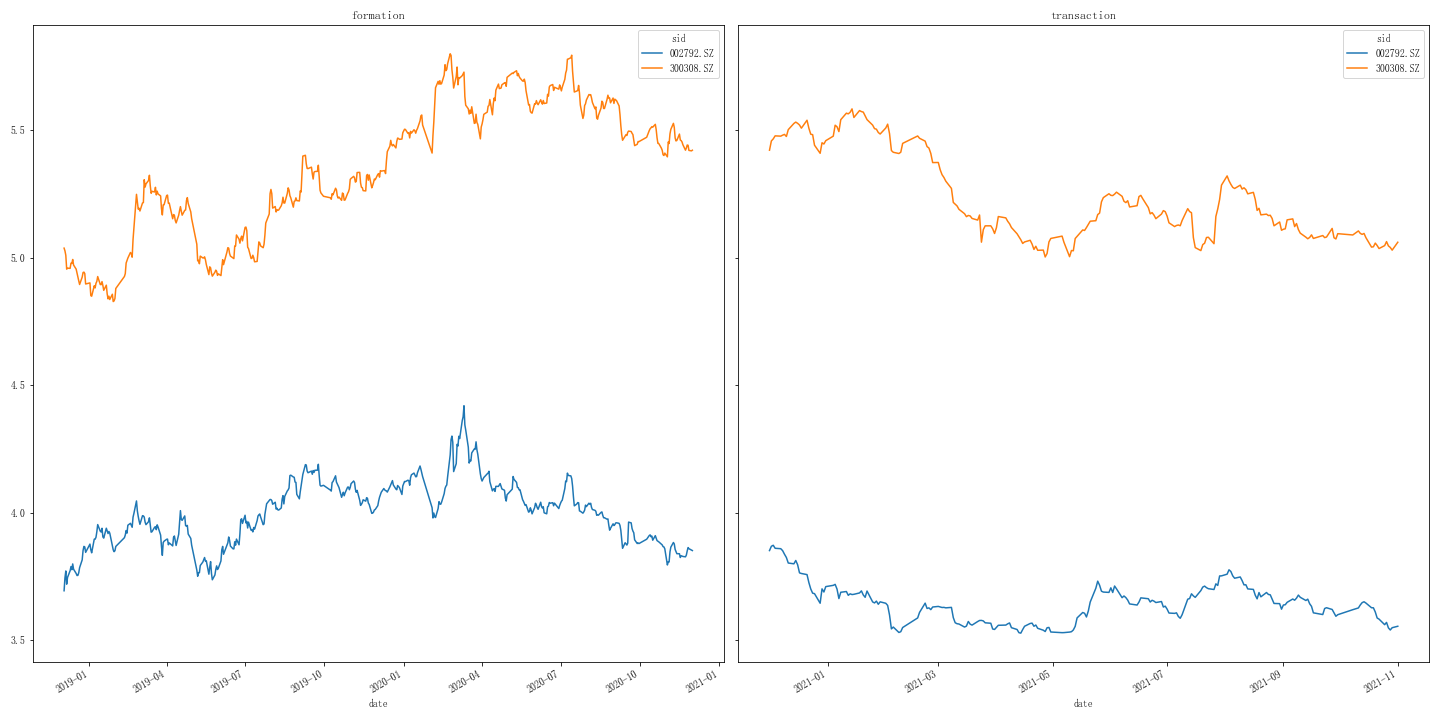 formation
sid
002792.SZ
300308.SZ
5.5
5.0
4.5
4.0
3.5
2019-01
2019-04
2019-07
2019-10
2020-01
2020-04
2020-07
2020-10
2021-01
date
transaction
sid
002792.SZ
300308.SZ
2021-01
2021-03
2021-05
2021-07
2021-09
2021-11
date